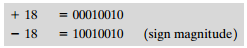 + 18 = 00010010
− 18 = 10010010 (sign magnitude)